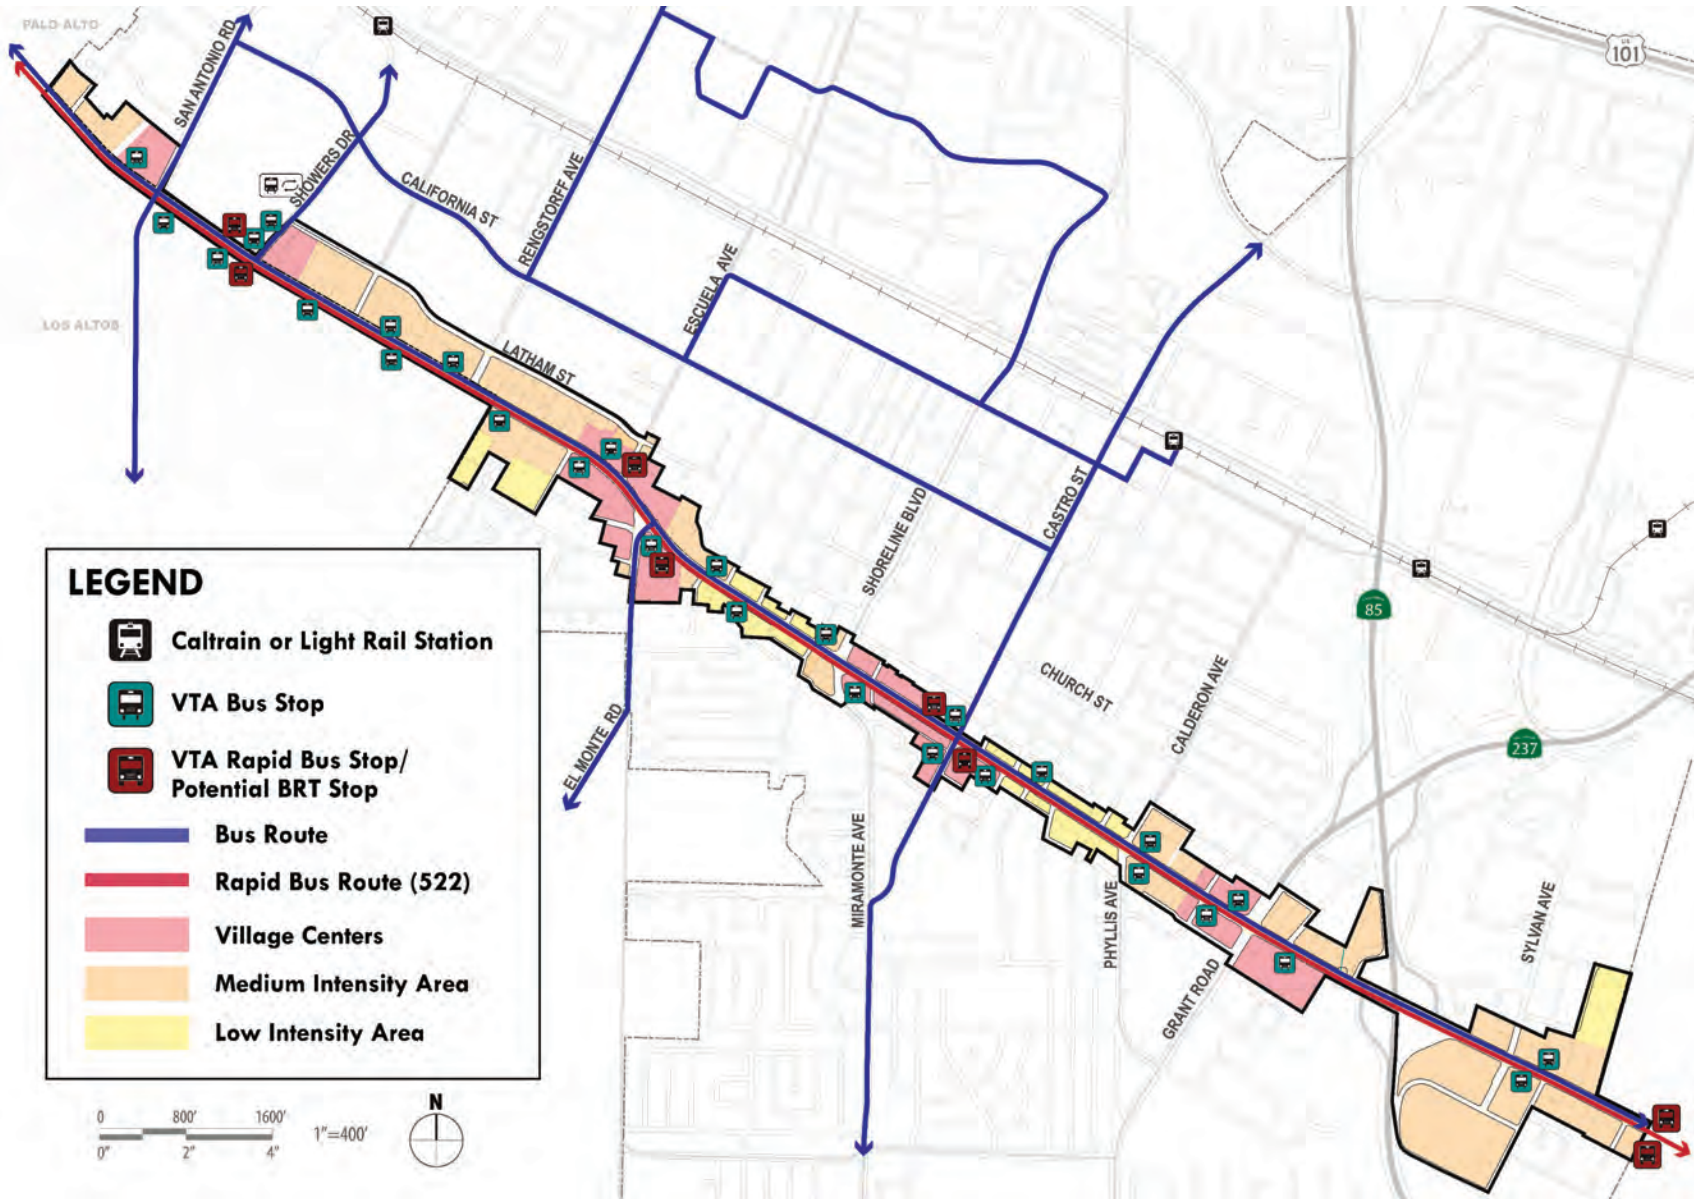 PALO ALTO
SAN ANTONIO RD
US
101
SHOWERS DR
CALIFORNIA ST
RENGSTORFF AVE
ESCUELA AVE
LOS ALTOS
LATHAM ST
SHORELINE BLVD
CASTRO ST
85
CHURCH ST
CALDERON AVE
237
EL MONTE RD
MIRAMONTE AVE
PHYLLIS AVE
GRANT ROAD
SYLVAN AVE
LEGEND
Caltrain or Light Rail Station
VTA Bus Stop
VTA Rapid Bus Stop/
Potential BRT Stop
Bus Route
Rapid Bus Route (522)
Village Centers
Medium Intensity Area
Low Intensity Area
0 800' 1600'
0" 2" 4"
1"=400'
N